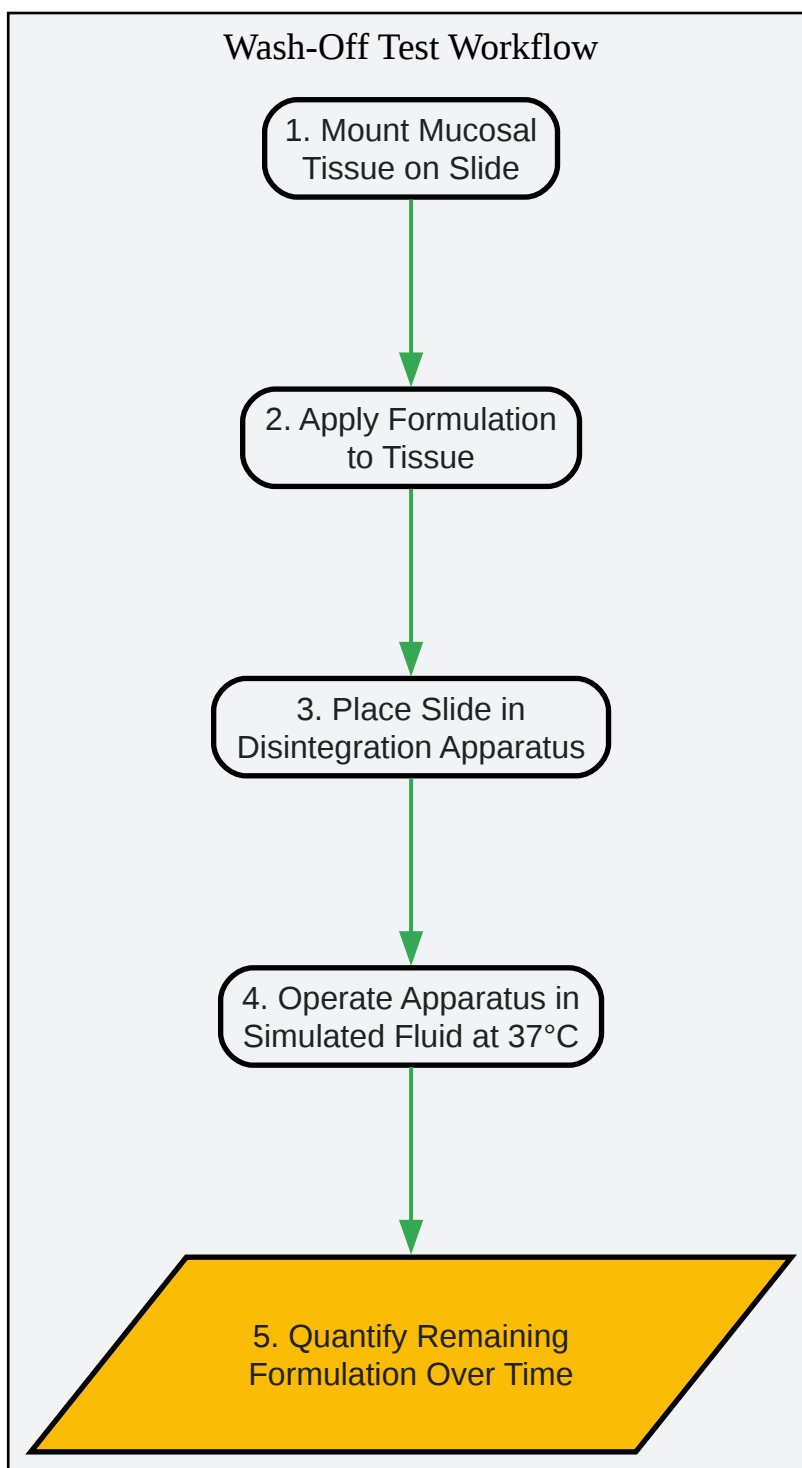 Wash-Off Test Workflow
1. Mount Mucosal
Tissue on Slide
2. Apply Formulation
to Tissue
3. Place Slide in
Disintegration Apparatus
4. Operate Apparatus in
Simulated Fluid at 37°C
5. Quantify Remaining
Formulation Over Time